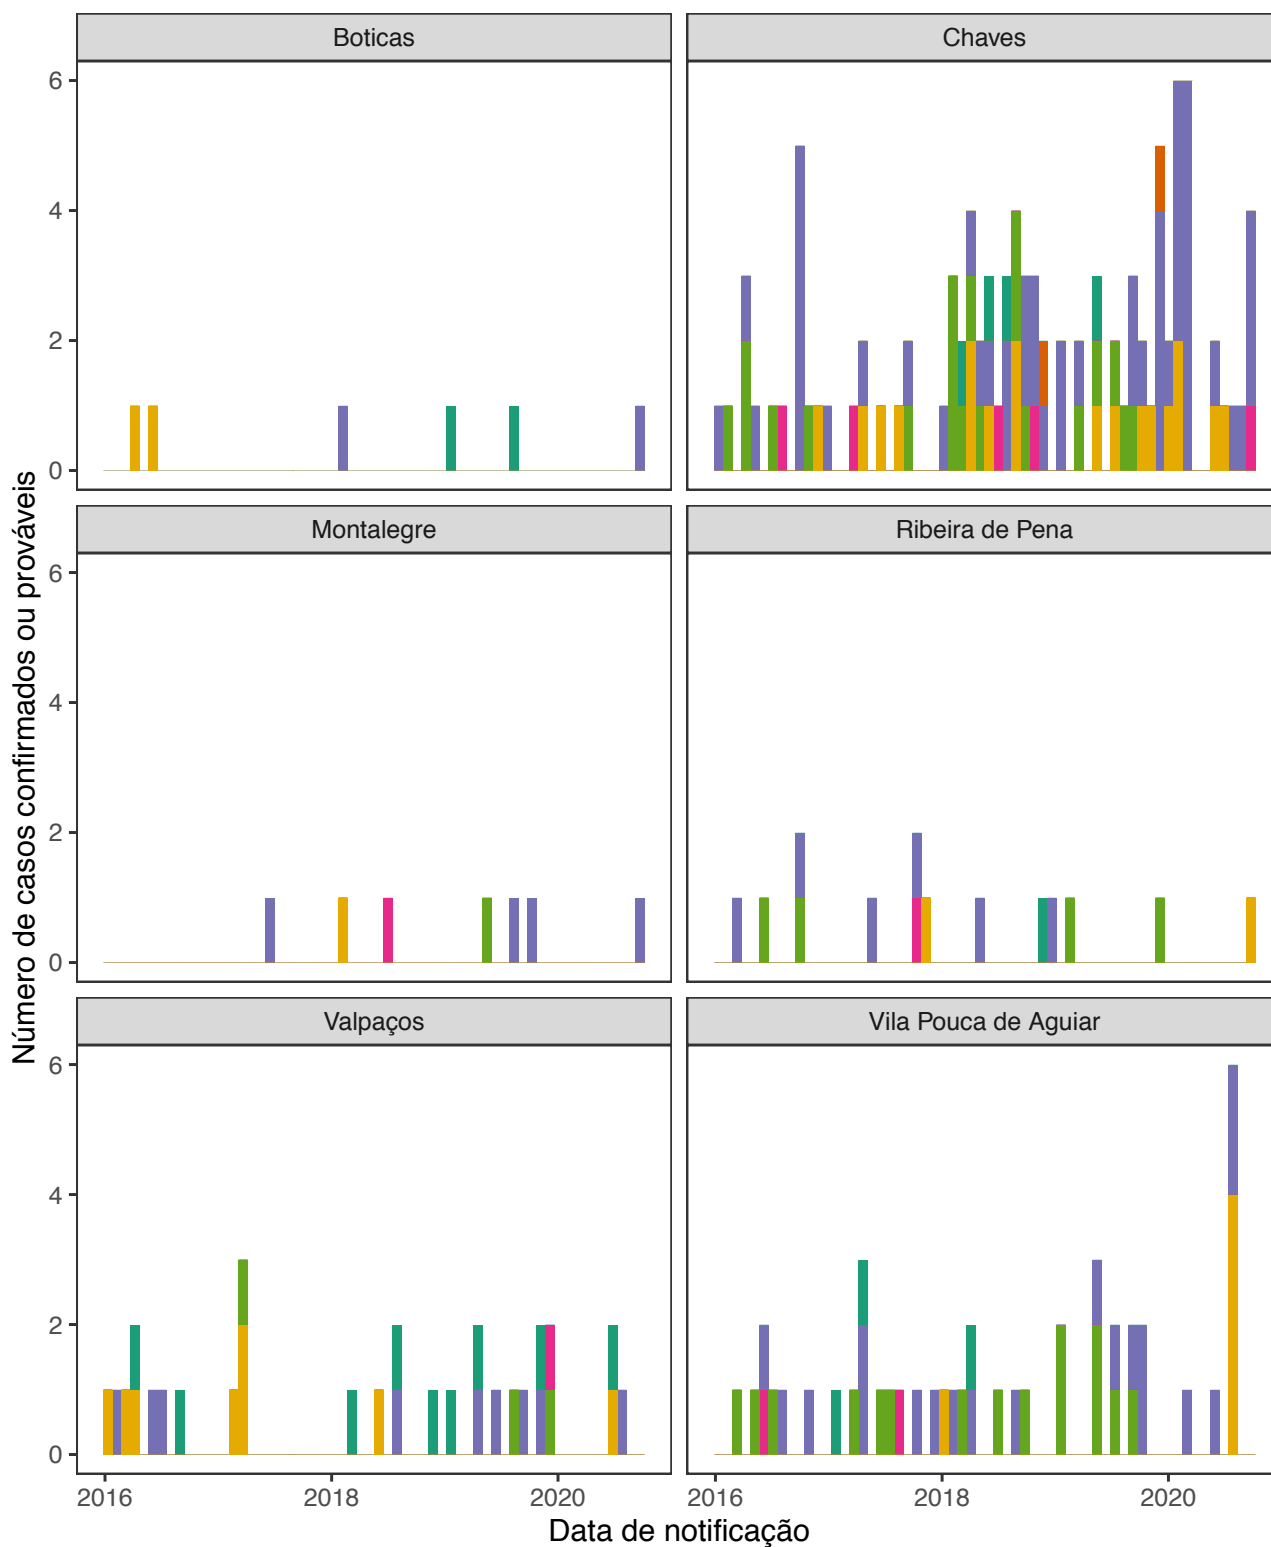 Boticas
Chaves
6
4
2
0
Montalegre
Ribeira de Pena
6
4
2
0
Valpaços
Vila Pouca de Aguiar
6
4
2
0
2016 2018 2020
2016 2018 2020
Data de notificação
Número de casos confirmados ou prováveis